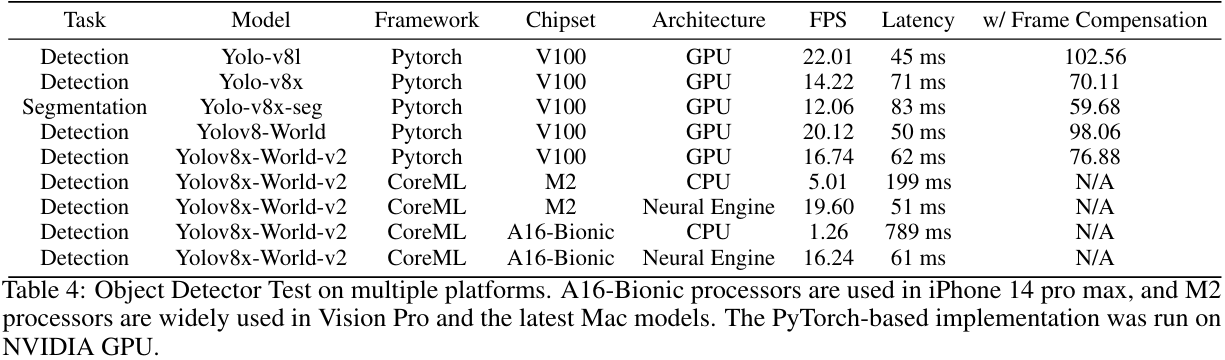 Task Model Framework Chipset Architecture FPS Latency w/ Frame Compensation
Detection Yolo-v8l Pytorch V100 GPU 22.01 45 ms 102.56
Detection Yolo-v8x Pytorch V100 GPU 14.22 71 ms 70.11
Segmentation Yolo-v8x-seg Pytorch V100 GPU 12.06 83 ms 59.68
Detection Yolov8-World Pytorch V100 GPU 20.12 50 ms 98.06
Detection Yolov8x-World-v2 Pytorch V100 GPU 16.74 62 ms 76.88
Detection Yolov8x-World-v2 CoreML M2 CPU 5.01 199 ms N/A
Detection Yolov8x-World-v2 CoreML M2 Neural Engine 19.60 51 ms N/A
Detection Yolov8x-World-v2 CoreML A16-Bionic CPU 1.26 789 ms N/A
Detection Yolov8x-World-v2 CoreML A16-Bionic Neural Engine 16.24 61 ms N/A
Table 4: Object Detector Test on multiple platforms. A16-Bionic processors are used in iPhone 14 pro max, and M2
processors are widely used in Vision Pro and the latest Mac models. The PyTorch-based implementation was run on
NVIDIA GPU.